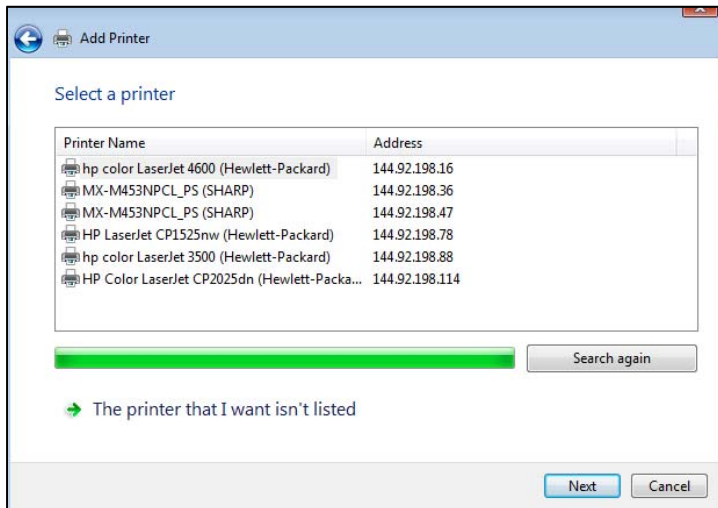 Add Printer
Select a printer
Printer Name Address
hp color LaserJet 4600 (Hewlett-Packard) 144.92.198.16
MX-M453NPCL_PS (SHARP) 144.92.198.36
MX-M453NPCL_PS (SHARP) 144.92.198.47
HP LaserJet CP1525nw (Hewlett-Packard) 144.92.198.78
hp color LaserJet 3500 (Hewlett-Packard) 144.92.198.88
HP Color LaserJet CP2025dn (Hewlett-Packa... 144.92.198.114
Search again
The printer that I want isn't listed
Next Cancel